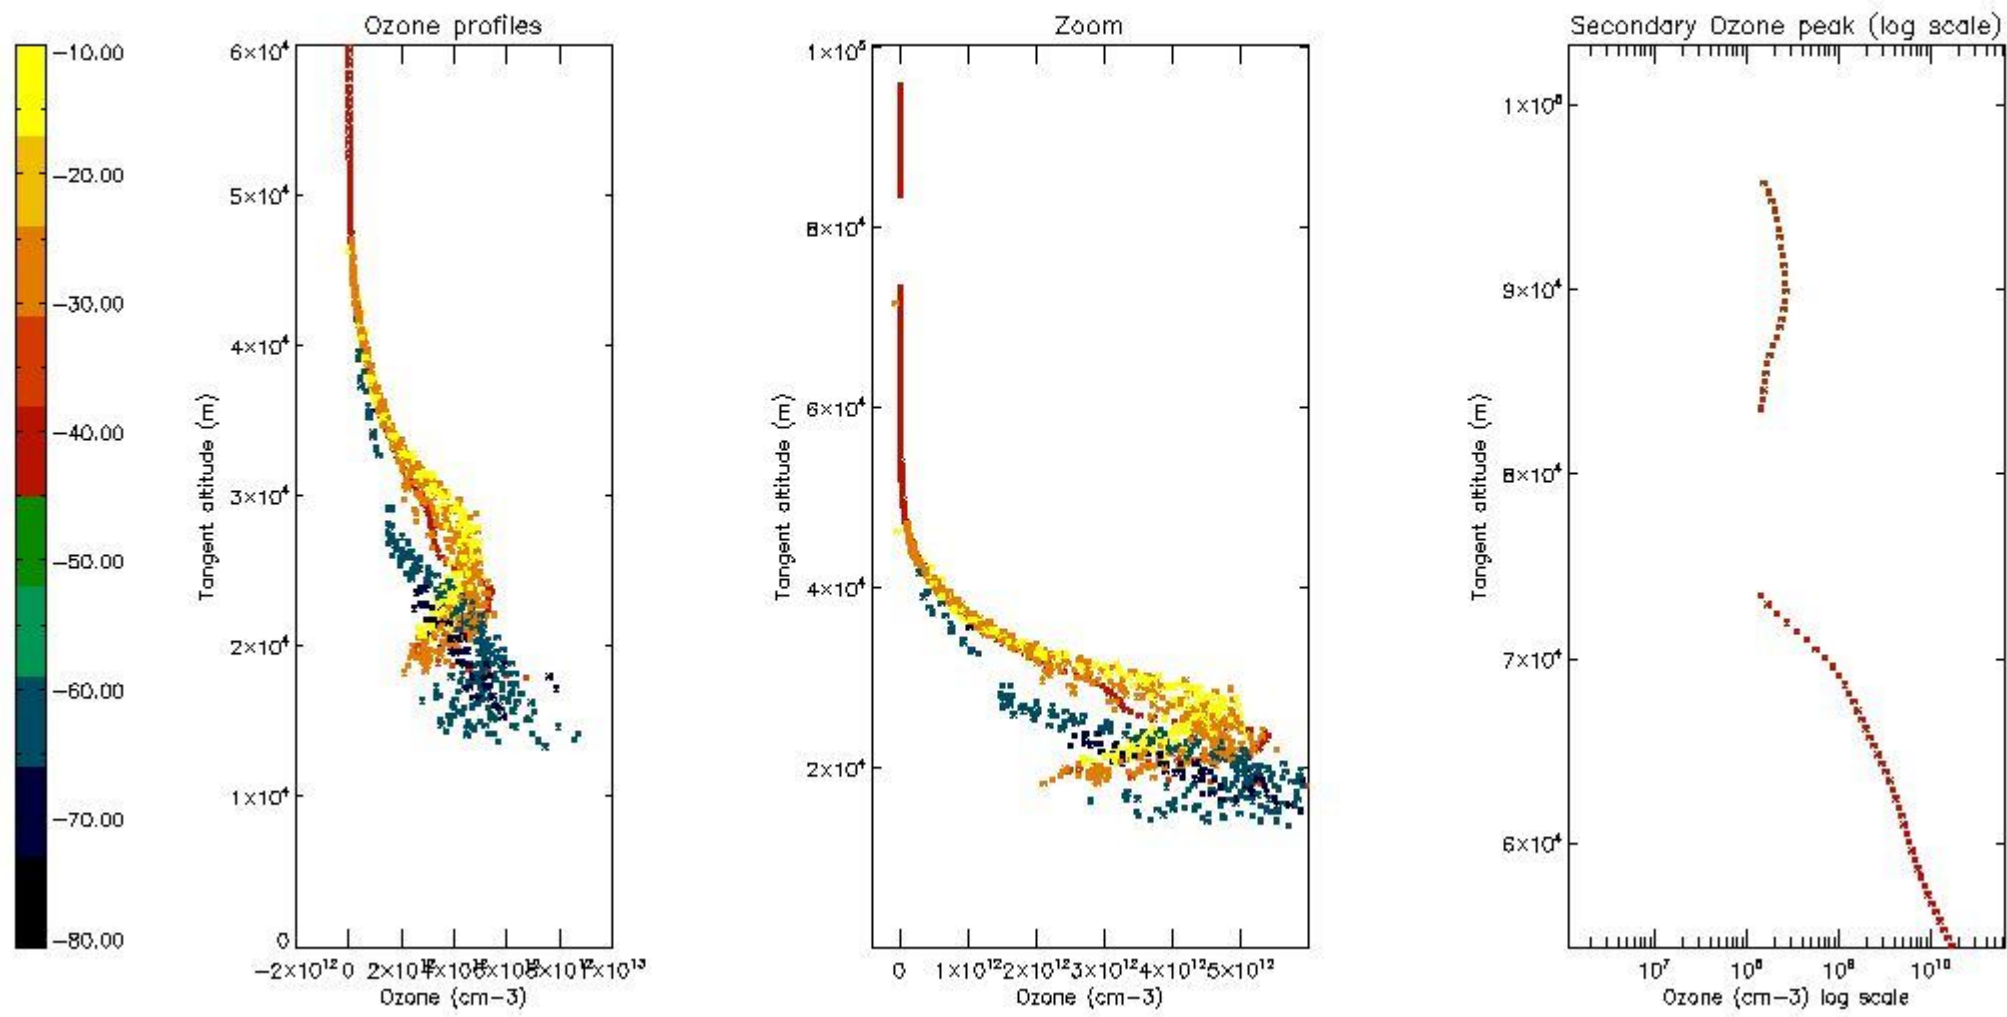 Ozone profiles
Zoom
Secondary Ozone peak (log scale)
-10.00
-20.00
-30.00
-40.00
-50.00
-60.00
-70.00
-80.00
6×10⁴
5×10⁴
4×10⁴
3×10⁴
2×10⁴
1×10⁴
0
Tangent altitude (m)
-2×10¹² 0 2×10¹²
Ozone (cm-3)
1×10⁵
8×10⁴
6×10⁴
4×10⁴
2×10⁴
Tangent altitude (m)
0 1×10¹² 2×10¹² 3×10¹² 4×10¹² 5×10¹²
Ozone (cm-3)
9×10⁴
8×10⁴
7×10⁴
6×10⁴
Tangent altitude (m)
10⁷ 10⁸ 10⁹ 10¹⁰
Ozone (cm-3) log scale